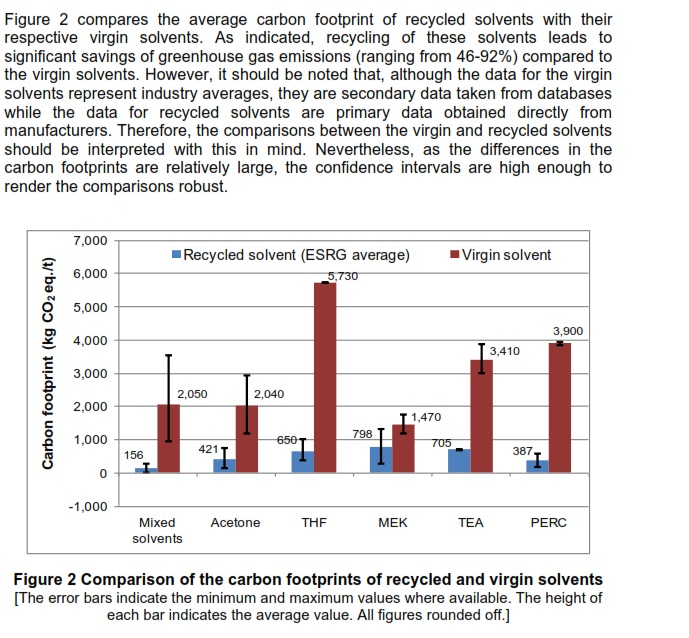 Figure 2 compares the average carbon footprint of recycled solvents with their
respective virgin solvents. As indicated, recycling of these solvents leads to
significant savings of greenhouse gas emissions (ranging from 46-92%) compared to
the virgin solvents. However, it should be noted that, although the data for the virgin
solvents represent industry averages, they are secondary data taken from databases
while the data for recycled solvents are primary data obtained directly from
manufacturers. Therefore, the comparisons between the virgin and recycled solvents
should be interpreted with this in mind. Nevertheless, as the differences in the
carbon footprints are relatively large, the confidence intervals are high enough to
render the comparisons robust.
Carbon footprint (kg CO₂ eq./t)
7,000
6,000
5,000
4,000
3,000
2,000
1,000
0
-1,000
Recycled solvent (ESRG average)
Virgin solvent
156
2,050
421
2,040
650
5,730
798
1,470
705
3,410
387
3,900
Mixed solvents
Acetone
THF
MEK
TEA
PERC
Figure 2 Comparison of the carbon footprints of recycled and virgin solvents
[The error bars indicate the minimum and maximum values where available. The height of
each bar indicates the average value. All figures rounded off.]